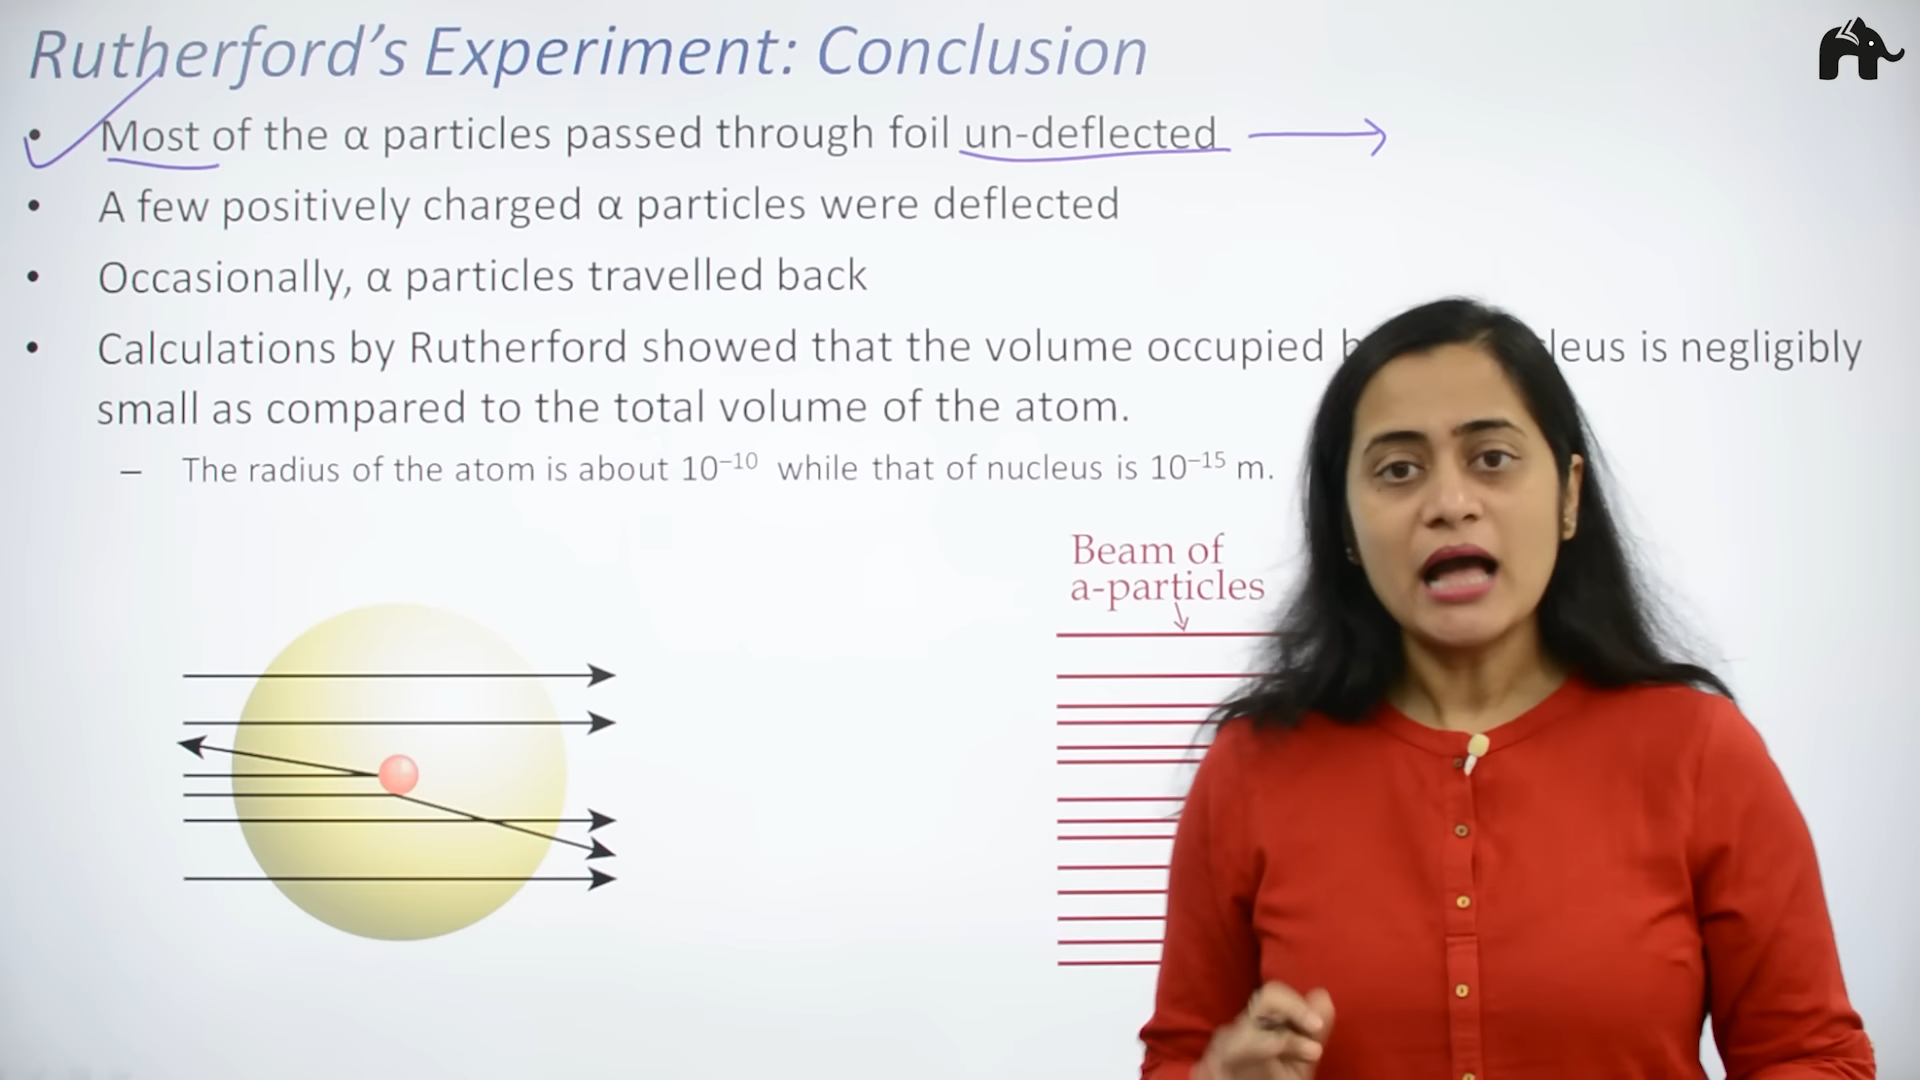 Rutherford's Experiment: Conclusion
• Most of the α particles passed through foil un-deflected
• A few positively charged α particles were deflected
• Occasionally, α particles travelled back
• Calculations by Rutherford showed that the volume occupied is negligibly
small as compared to the total volume of the atom.
– The radius of the atom is about 10⁻¹⁰ while that of nucleus is 10⁻¹⁵ m.
Beam of
a-particles